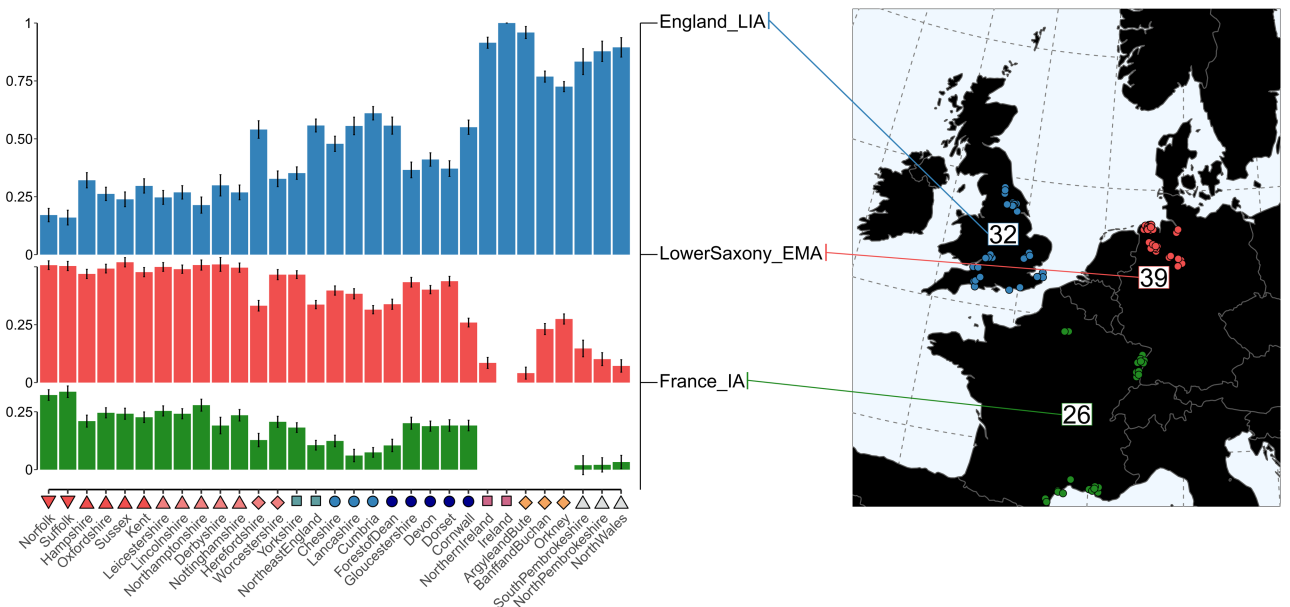 1
0.75
0.50
0.25
0
England_LIA
0.25
0
LowerSaxony_EMA
0.25
0
France_IA
32
39
26
Norfolk
Suffolk
Hampshire
Oxfordshire
Sussex
Kent
Leicestershire
Lincolnshire
Northamptonshire
Derbyshire
Nottinghamshire
Herefordshire
Worcestershire
Yorkshire
NortheastEngland
Cheshire
Lancashire
Cumbria
ForestofDean
Gloucestershire
Devon
Dorset
Cornwall
NorthernIreland
Ireland
ArgyleandBute
BanffandBuchan
Orkney
SouthPembrokeshire
NorthPembrokeshire
NorthWales